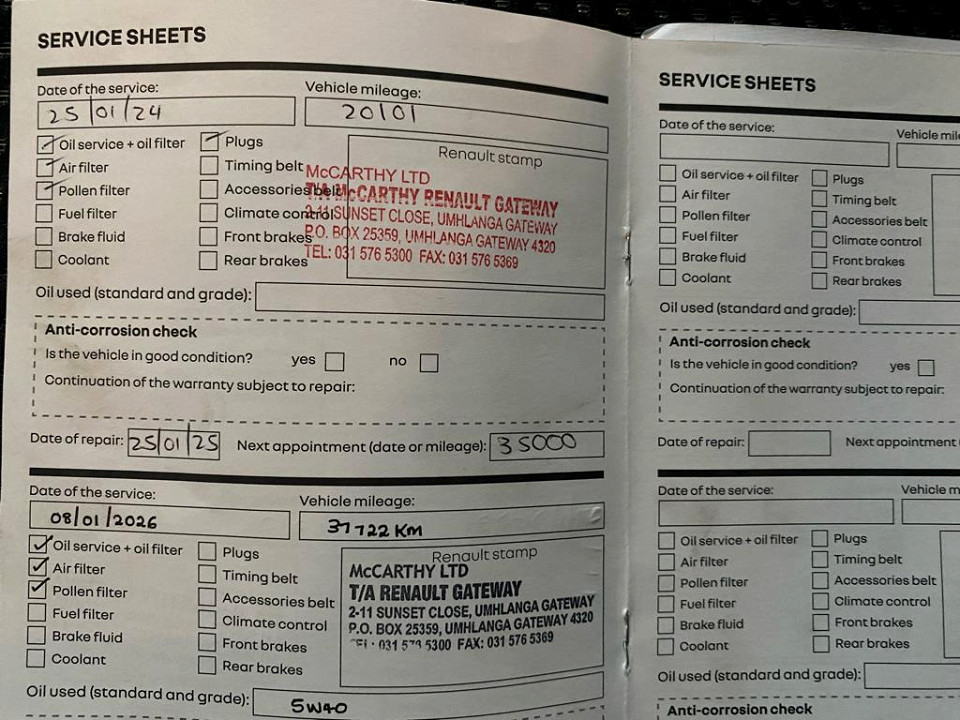 SERVICE SHEETS
Date of the service: Vehicle mileage:
25/01/24 20101
Oil service + oil filter Plugs
Air filter Timing belt
Pollen filter Accessories belt
Fuel filter Climate control
Brake fluid Front brakes
Coolant Rear brakes
Renault stamp
McCARTHY LTD
T/A McCARTHY RENAULT GATEWAY
2-11 SUNSET CLOSE, UMHLANGA GATEWAY
P.O. BOX 25359, UMHLANGA GATEWAY 4320
TEL: 031 576 5300 FAX: 031 576 5369
Oil used (standard and grade):
Anti-corrosion check
Is the vehicle in good condition? yes no
Continuation of the warranty subject to repair:
Date of repair: 25/01/25 Next appointment (date or mileage): 35000
Date of the service: Vehicle mileage:
08/01/2026 37722 KM
Oil service + oil filter Plugs
Air filter Timing belt
Pollen filter Accessories belt
Fuel filter Climate control
Brake fluid Front brakes
Coolant Rear brakes
Renault stamp
McCARTHY LTD
T/A RENAULT GATEWAY
2-11 SUNSET CLOSE, UMHLANGA GATEWAY
P.O. BOX 25359, UMHLANGA GATEWAY 4320
TEL: 031 576 5300 FAX: 031 576 5369
Oil used (standard and grade): 5W40
SERVICE SHEETS
Date of the service: Vehicle mile
Oil service + oil filter Plugs
Air filter Timing belt
Pollen filter Accessories belt
Fuel filter Climate control
Brake fluid Front brakes
Coolant Rear brakes
Oil used (standard and grade):
Anti-corrosion check
Is the vehicle in good condition? yes
Continuation of the warranty subject to repair:
Date of repair: Next appointment
Date of the service: Vehicle m
Oil service + oil filter Plugs
Air filter Timing belt
Pollen filter Accessories belt
Fuel filter Climate control
Brake fluid Front brakes
Coolant Rear brakes
Oil used (standard and grade):
Anti-corrosion check